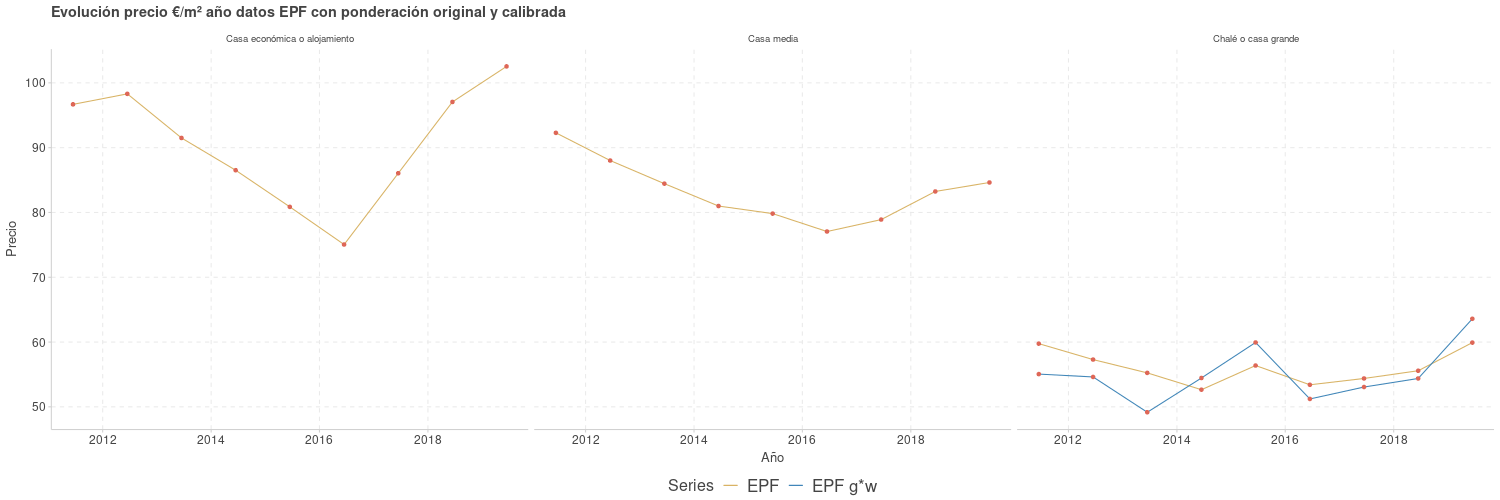 Evolución precio €/m² año datos EPF con ponderación original y calibrada
Casa económica o alojamiento
Casa media
Chalé o casa grande
Precio
100
90
80
70
60
50
2012 2014 2016 2018
2012 2014 2016 2018
2012 2014 2016 2018
Año
Series EPF EPF g*w